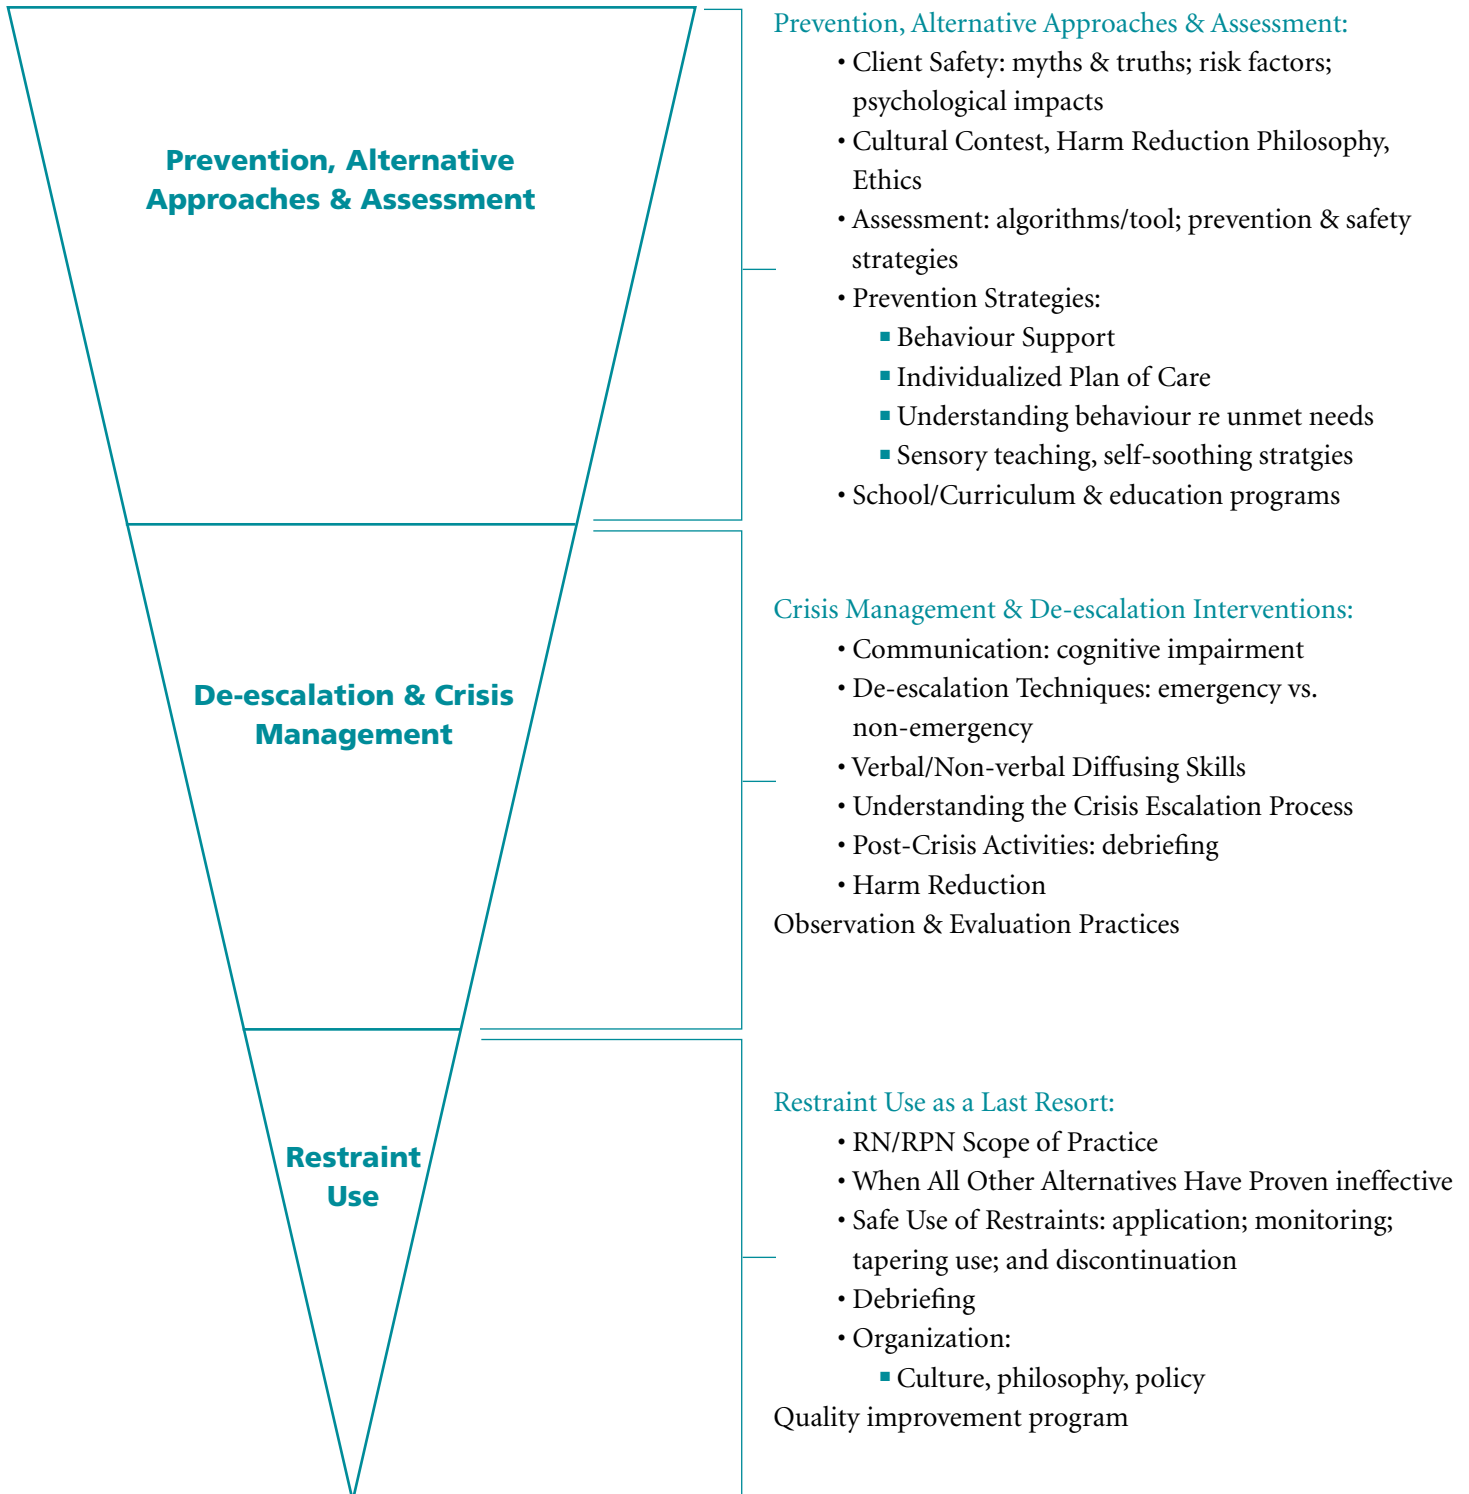 Prevention, Alternative
Approaches & Assessment
Prevention, Alternative Approaches & Assessment:
• Client Safety: myths & truths; risk factors;
psychological impacts
• Cultural Contest, Harm Reduction Philosophy,
Ethics
• Assessment: algorithms/tool; prevention & safety
strategies
• Prevention Strategies:
■ Behaviour Support
■ Individualized Plan of Care
■ Understanding behaviour re unmet needs
■ Sensory teaching, self-soothing stratgies
• School/Curriculum & education programs
De-escalation & Crisis
Management
Crisis Management & De-escalation Interventions:
• Communication: cognitive impairment
• De-escalation Techniques: emergency vs.
non-emergency
• Verbal/Non-verbal Diffusing Skills
• Understanding the Crisis Escalation Process
• Post-Crisis Activities: debriefing
• Harm Reduction
Observation & Evaluation Practices
Restraint
Use
Restraint Use as a Last Resort:
• RN/RPN Scope of Practice
• When All Other Alternatives Have Proven ineffective
• Safe Use of Restraints: application; monitoring;
tapering use; and discontinuation
• Debriefing
• Organization:
■ Culture, philosophy, policy
Quality improvement program